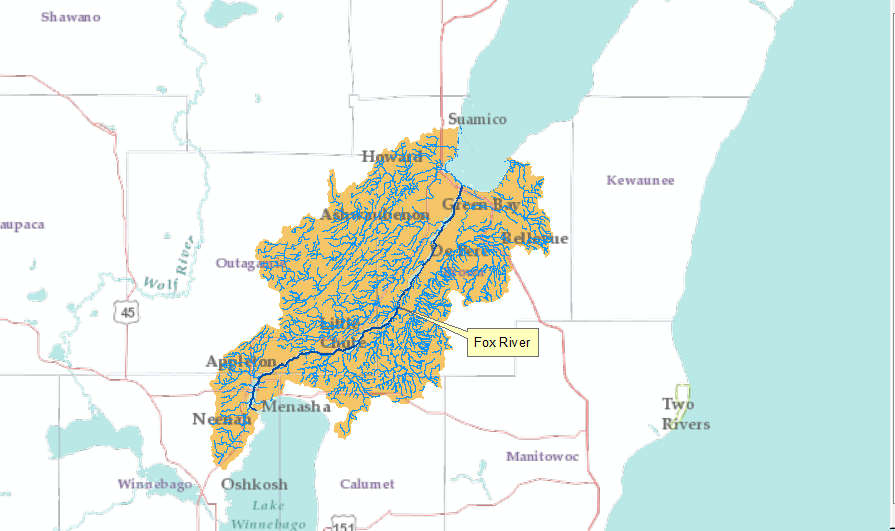 Shawano
Suamico
Howard
Kewaunee
Ashwaubenon
Green Bay
aupaca
Bellevue
De Pere
Outagamie
Brown
Wolf River
45
Little
Chute
Fox River
Appleton
Menasha
Neenah
Two
Rivers
Manitowoc
Winnebago
Oshkosh
Calumet
Lake
Winnebago
151